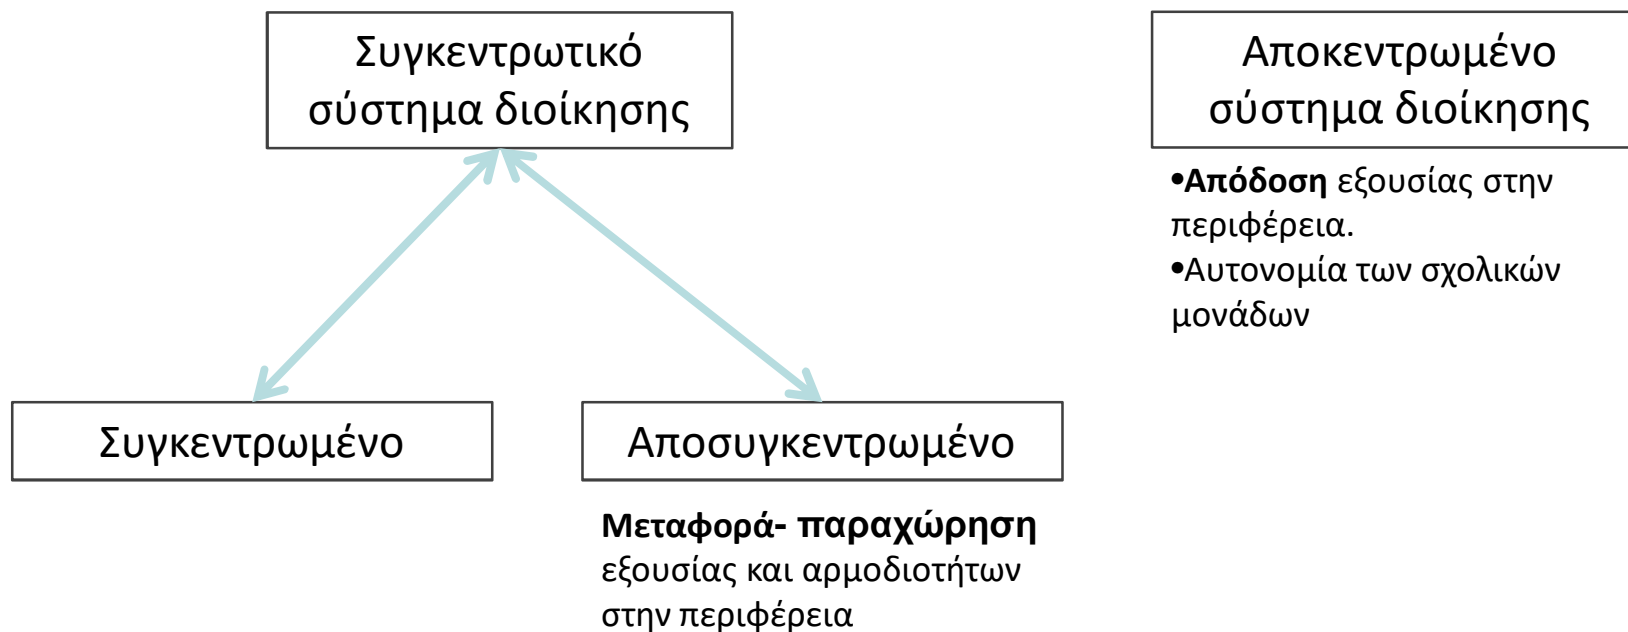 Συγκεντρωτικό
σύστημα διοίκησης
Αποκεντρωμένο
σύστημα διοίκησης
•Απόδοση εξουσίας στην
περιφέρεια.
•Αυτονομία των σχολικών
μονάδων
Συγκεντρωμένο
Αποσυγκεντρωμένο
Μεταφορά- παραχώρηση
εξουσίας και αρμοδιοτήτων
στην περιφέρεια